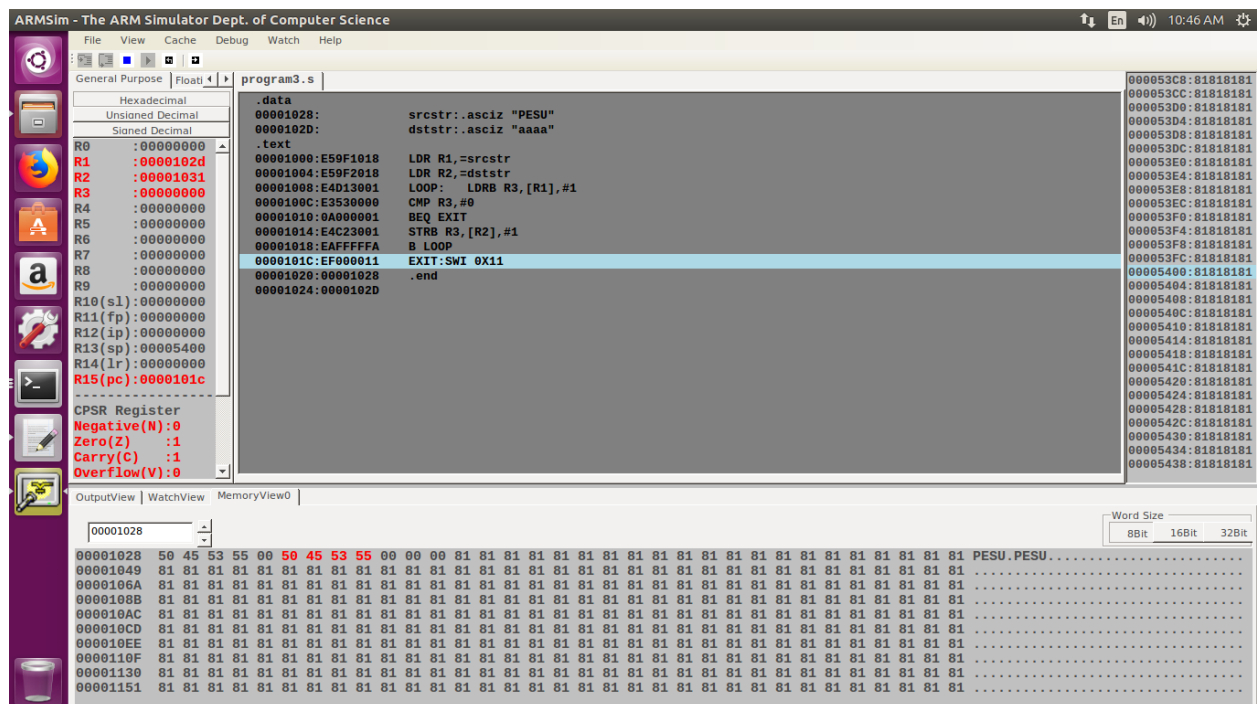 ARMSim - The ARM Simulator Dept. of Computer Science
En 10:46 AM
File View Cache Debug Watch Help
General Purpose Floati
Hexadecimal
Unsigned Decimal
Signed Decimal
R0 :00000000
R1 :0000102d
R2 :00001031
R3 :00000000
R4 :00000000
R5 :00000000
R6 :00000000
R7 :00000000
R8 :00000000
R9 :00000000
R10(sl):00000000
R11(fp):00000000
R12(ip):00000000
R13(sp):00005400
R14(lr):00000000
R15(pc):0000101c
--------------------
CPSR Register
Negative(N):0
Zero(Z) :1
Carry(C) :1
Overflow(V):0
program3.s
.data
00001028: srcstr:.asciz "PESU"
0000102D: dststr:.asciz "aaaa"
.text
00001000:E59F1018 LDR R1,=srcstr
00001004:E59F2018 LDR R2,=dststr
00001008:E4D13001 LOOP: LDRB R3,[R1],#1
0000100C:E3530000 CMP R3,#0
00001010:0A000001 BEQ EXIT
00001014:E4C23001 STRB R3,[R2],#1
00001018:EAFFFFFA B LOOP
0000101C:EF000011 EXIT:SWI 0X11
00001020:00001028 .end
00001024:0000102D
000053C8:81818181
000053CC:81818181
000053D0:81818181
000053D4:81818181
000053D8:81818181
000053DC:81818181
000053E0:81818181
000053E4:81818181
000053E8:81818181
000053EC:81818181
000053F0:81818181
000053F4:81818181
000053F8:81818181
000053FC:81818181
00005400:81818181
00005404:81818181
00005408:81818181
0000540C:81818181
00005410:81818181
00005414:81818181
00005418:81818181
0000541C:81818181
00005420:81818181
00005424:81818181
00005428:81818181
0000542C:81818181
00005430:81818181
00005434:81818181
00005438:81818181
OutputView WatchView MemoryView0
00001028
Word Size
8Bit 16Bit 32Bit
00001028 50 45 53 55 00 50 45 53 55 00 00 00 81 81 81 81 81 81 81 81 81 81 81 81 81 81 81 81 81 81 81 81 81 PESU.PESU........................
00001049 81 81 81 81 81 81 81 81 81 81 81 81 81 81 81 81 81 81 81 81 81 81 81 81 81 81 81 81 81 81 81 81 81 .................................
0000106A 81 81 81 81 81 81 81 81 81 81 81 81 81 81 81 81 81 81 81 81 81 81 81 81 81 81 81 81 81 81 81 81 81 .................................
0000108B 81 81 81 81 81 81 81 81 81 81 81 81 81 81 81 81 81 81 81 81 81 81 81 81 81 81 81 81 81 81 81 81 81 .................................
000010AC 81 81 81 81 81 81 81 81 81 81 81 81 81 81 81 81 81 81 81 81 81 81 81 81 81 81 81 81 81 81 81 81 81 .................................
000010CD 81 81 81 81 81 81 81 81 81 81 81 81 81 81 81 81 81 81 81 81 81 81 81 81 81 81 81 81 81 81 81 81 81 .................................
000010EE 81 81 81 81 81 81 81 81 81 81 81 81 81 81 81 81 81 81 81 81 81 81 81 81 81 81 81 81 81 81 81 81 81 .................................
0000110F 81 81 81 81 81 81 81 81 81 81 81 81 81 81 81 81 81 81 81 81 81 81 81 81 81 81 81 81 81 81 81 81 81 .................................
00001130 81 81 81 81 81 81 81 81 81 81 81 81 81 81 81 81 81 81 81 81 81 81 81 81 81 81 81 81 81 81 81 81 81 .................................
00001151 81 81 81 81 81 81 81 81 81 81 81 81 81 81 81 81 81 81 81 81 81 81 81 81 81 81 81 81 81 81 81 81 81 .................................